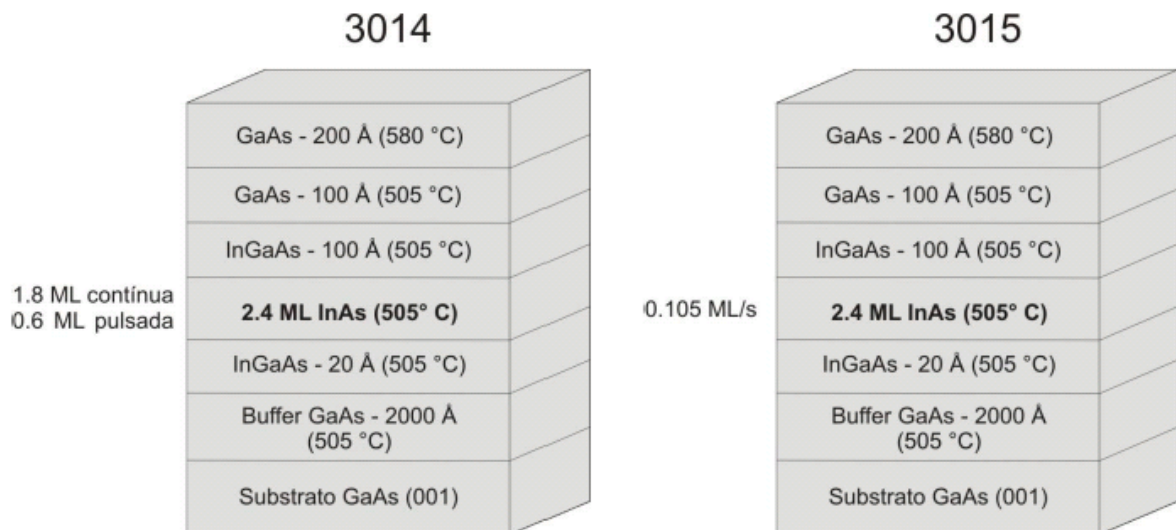 3014
GaAs - 200 Å (580 °C)
GaAs - 100 Å (505 °C)
InGaAs - 100 Å (505 °C)
1.8 ML contínua
0.6 ML pulsada
2.4 ML InAs (505° C)
InGaAs - 20 Å (505 °C)
Buffer GaAs - 2000 Å
(505 °C)
Substrato GaAs (001)
3015
GaAs - 200 Å (580 °C)
GaAs - 100 Å (505 °C)
InGaAs - 100 Å (505 °C)
0.105 ML/s
2.4 ML InAs (505° C)
InGaAs - 20 Å (505 °C)
Buffer GaAs - 2000 Å
(505 °C)
Substrato GaAs (001)